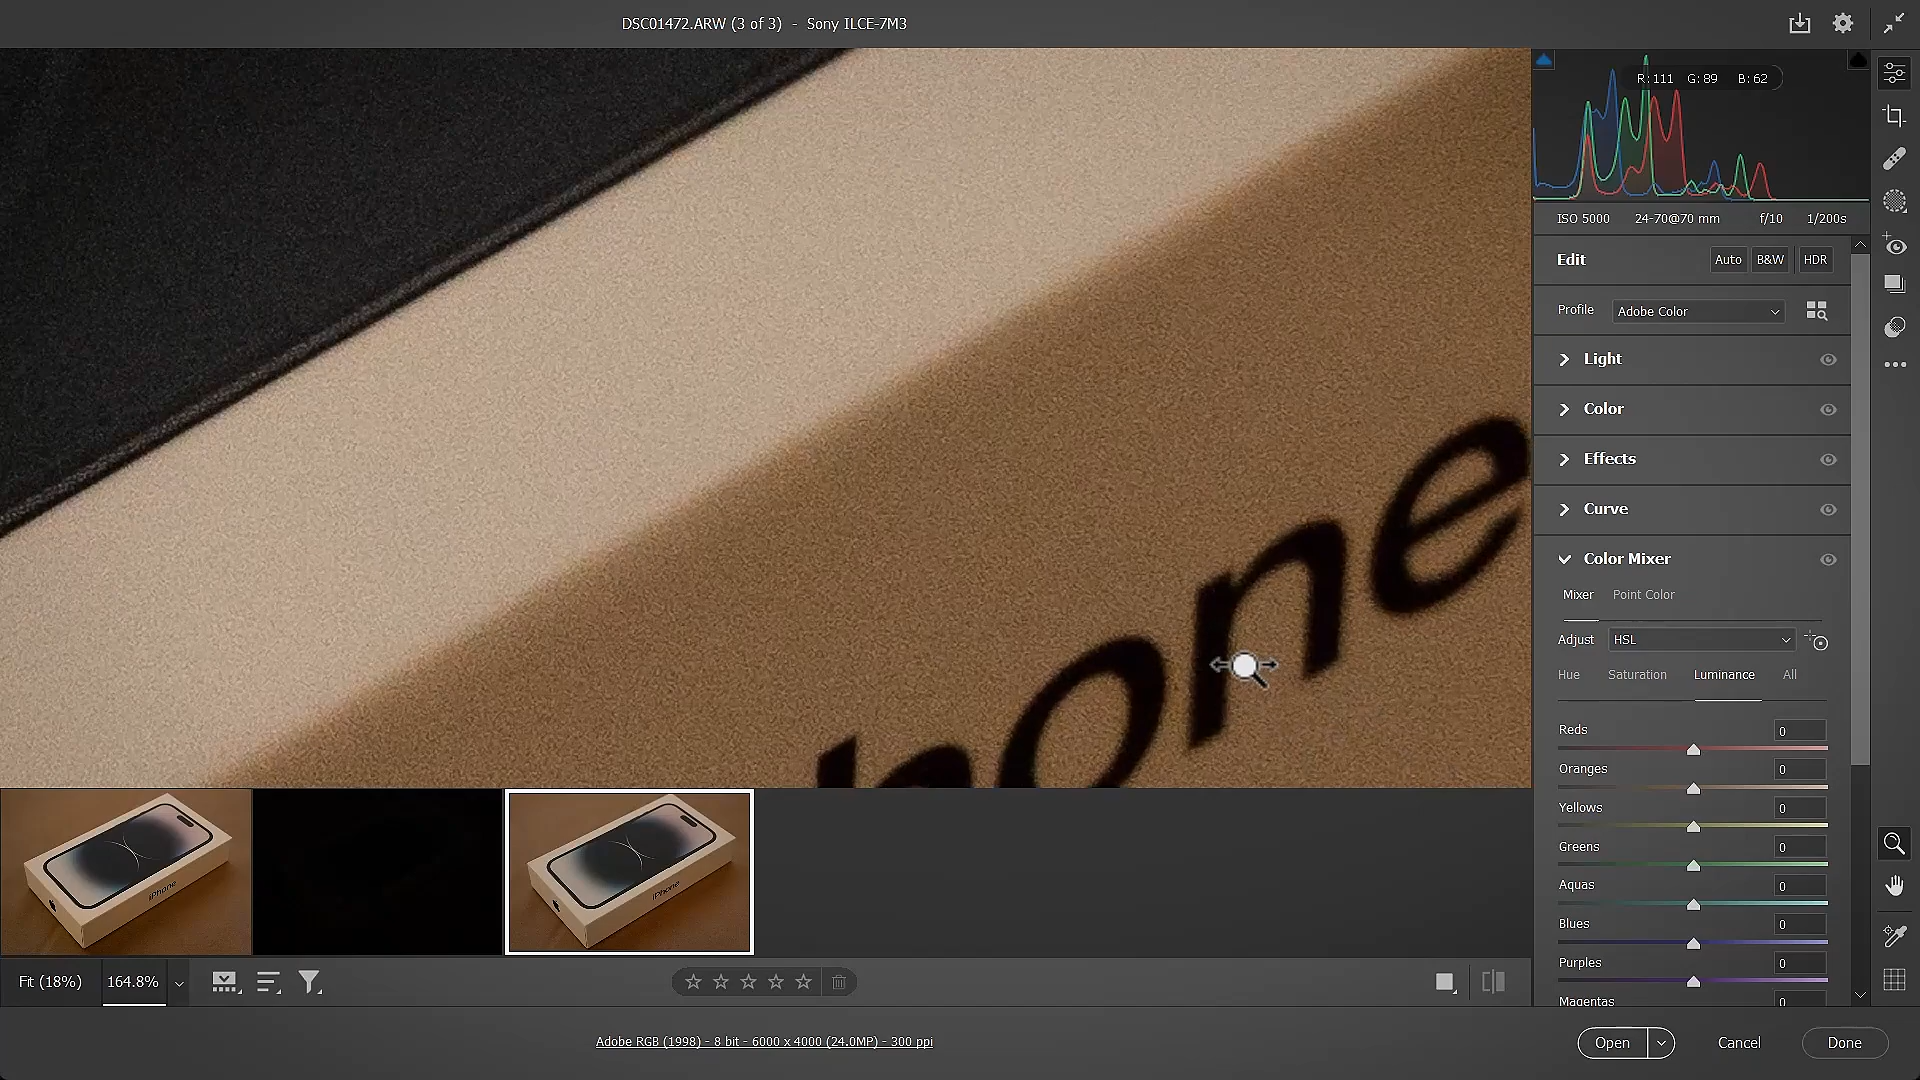 DSC01472.ARW (3 of 3) - Sony ILCE-7M3
R: 111 G: 89 B: 62
ISO 5000 24-70@70 mm f/10 1/200s
Edit Auto B&W HDR
Profile Adobe Color
Light
Color
Effects
Curve
Color Mixer
Mixer Point Color
Adjust HSL
Hue Saturation Luminance All
Reds 0
Oranges 0
Yellows 0
Greens 0
Aquas 0
Blues 0
Purples 0
Magentas 0
hone
iPhone
iPhone
Fit (18%) 164.8%
Adobe RGB (1998) - 8 bit - 6000 x 4000 (24.0MP) - 300 ppi
Open Cancel Done